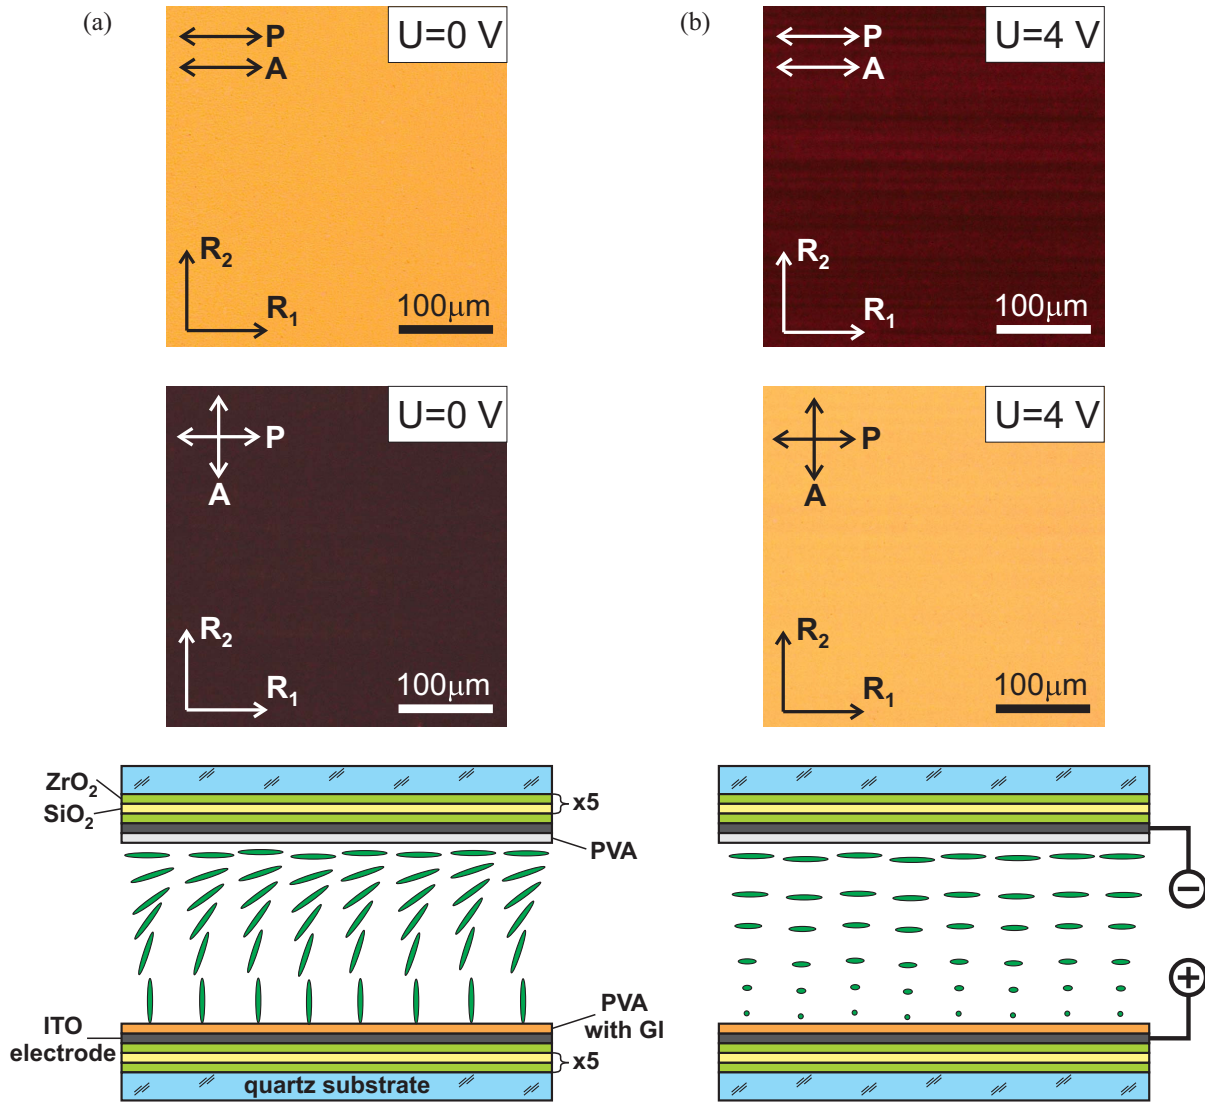 (a)
P
A
U=0 V
R2
R1
100μm
(b)
P
A
U=4 V
R2
R1
100μm
P
A
U=0 V
R2
R1
100μm
P
A
U=4 V
R2
R1
100μm
ZrO2
SiO2
x5
PVA
PVA
with GI
ITO
electrode
x5
quartz substrate
−
+